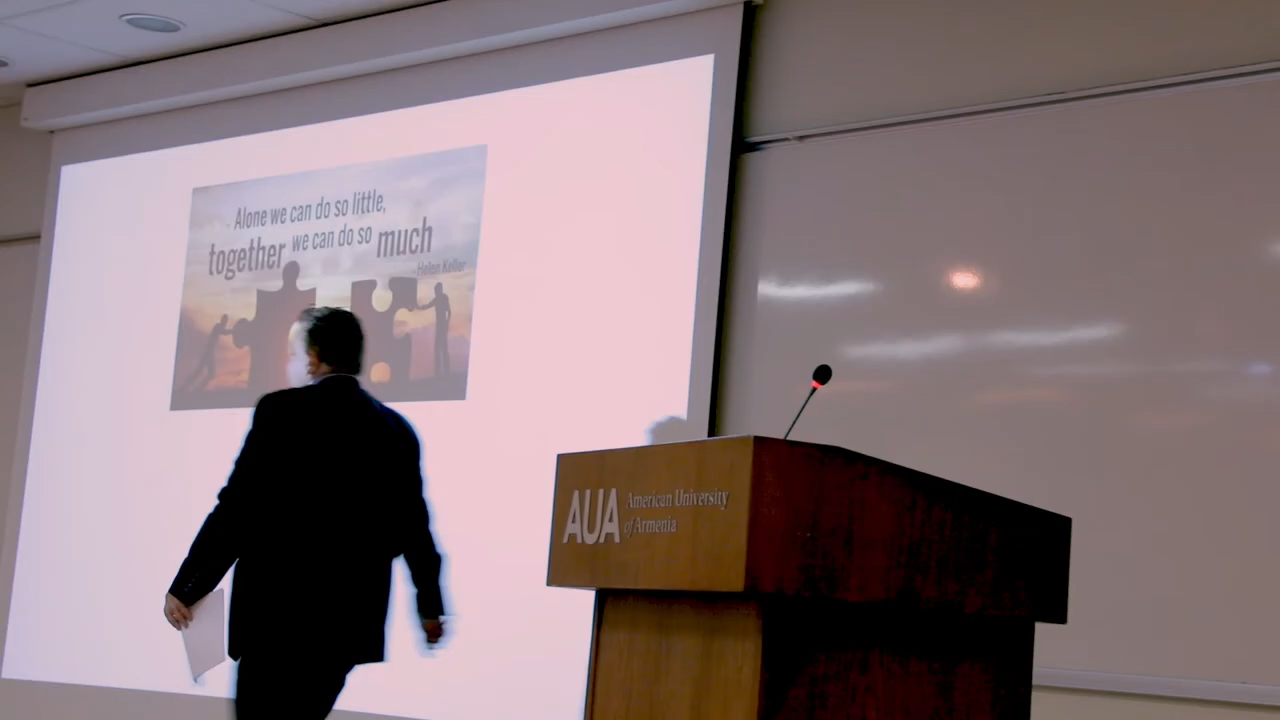 Alone we can do so little,
together we can do so much
-Helen Keller
AUA American University
of Armenia